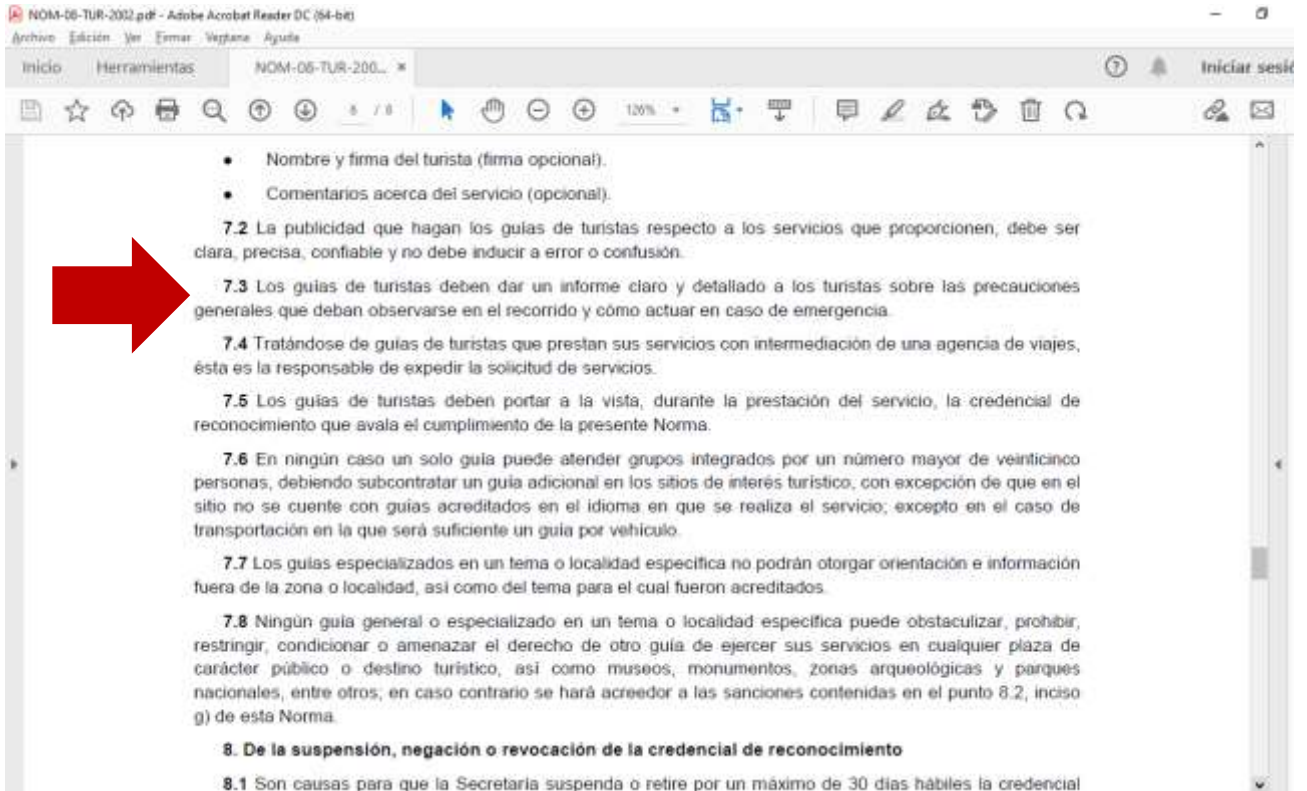 NOM-06-TUR-2002.pdf - Adobe Acrobat Reader DC (64-bit)
Archivo Edición Ver Firmar Ventana Ayuda
Inicio Herramientas NOM-06-TUR-200... × Iniciar sesió
/ 8 126%
• Nombre y firma del turista (firma opcional).
• Comentarios acerca del servicio (opcional).
7.2 La publicidad que hagan los guías de turistas respecto a los servicios que proporcionen, debe ser
clara, precisa, confiable y no debe inducir a error o confusión.
7.3 Los guías de turistas deben dar un informe claro y detallado a los turistas sobre las precauciones
generales que deban observarse en el recorrido y cómo actuar en caso de emergencia.
7.4 Tratándose de guías de turistas que prestan sus servicios con intermediación de una agencia de viajes,
ésta es la responsable de expedir la solicitud de servicios.
7.5 Los guías de turistas deben portar a la vista, durante la prestación del servicio, la credencial de
reconocimiento que avala el cumplimiento de la presente Norma.
7.6 En ningún caso un solo guía puede atender grupos integrados por un número mayor de veinticinco
personas, debiendo subcontratar un guía adicional en los sitios de interés turístico, con excepción de que en el
sitio no se cuente con guías acreditados en el idioma en que se realiza el servicio; excepto en el caso de
transportación en la que será suficiente un guía por vehículo.
7.7 Los guías especializados en un tema o localidad específica no podrán otorgar orientación e información
fuera de la zona o localidad, así como del tema para el cual fueron acreditados.
7.8 Ningún guía general o especializado en un tema o localidad específica puede obstaculizar, prohibir,
restringir, condicionar o amenazar el derecho de otro guía de ejercer sus servicios en cualquier plaza de
carácter público o destino turístico, así como museos, monumentos, zonas arqueológicas y parques
nacionales, entre otros; en caso contrario se hará acreedor a las sanciones contenidas en el punto 8.2, inciso
g) de esta Norma.
8. De la suspensión, negación o revocación de la credencial de reconocimiento
8.1 Son causas para que la Secretaría suspenda o retire por un máximo de 30 días hábiles la credencial